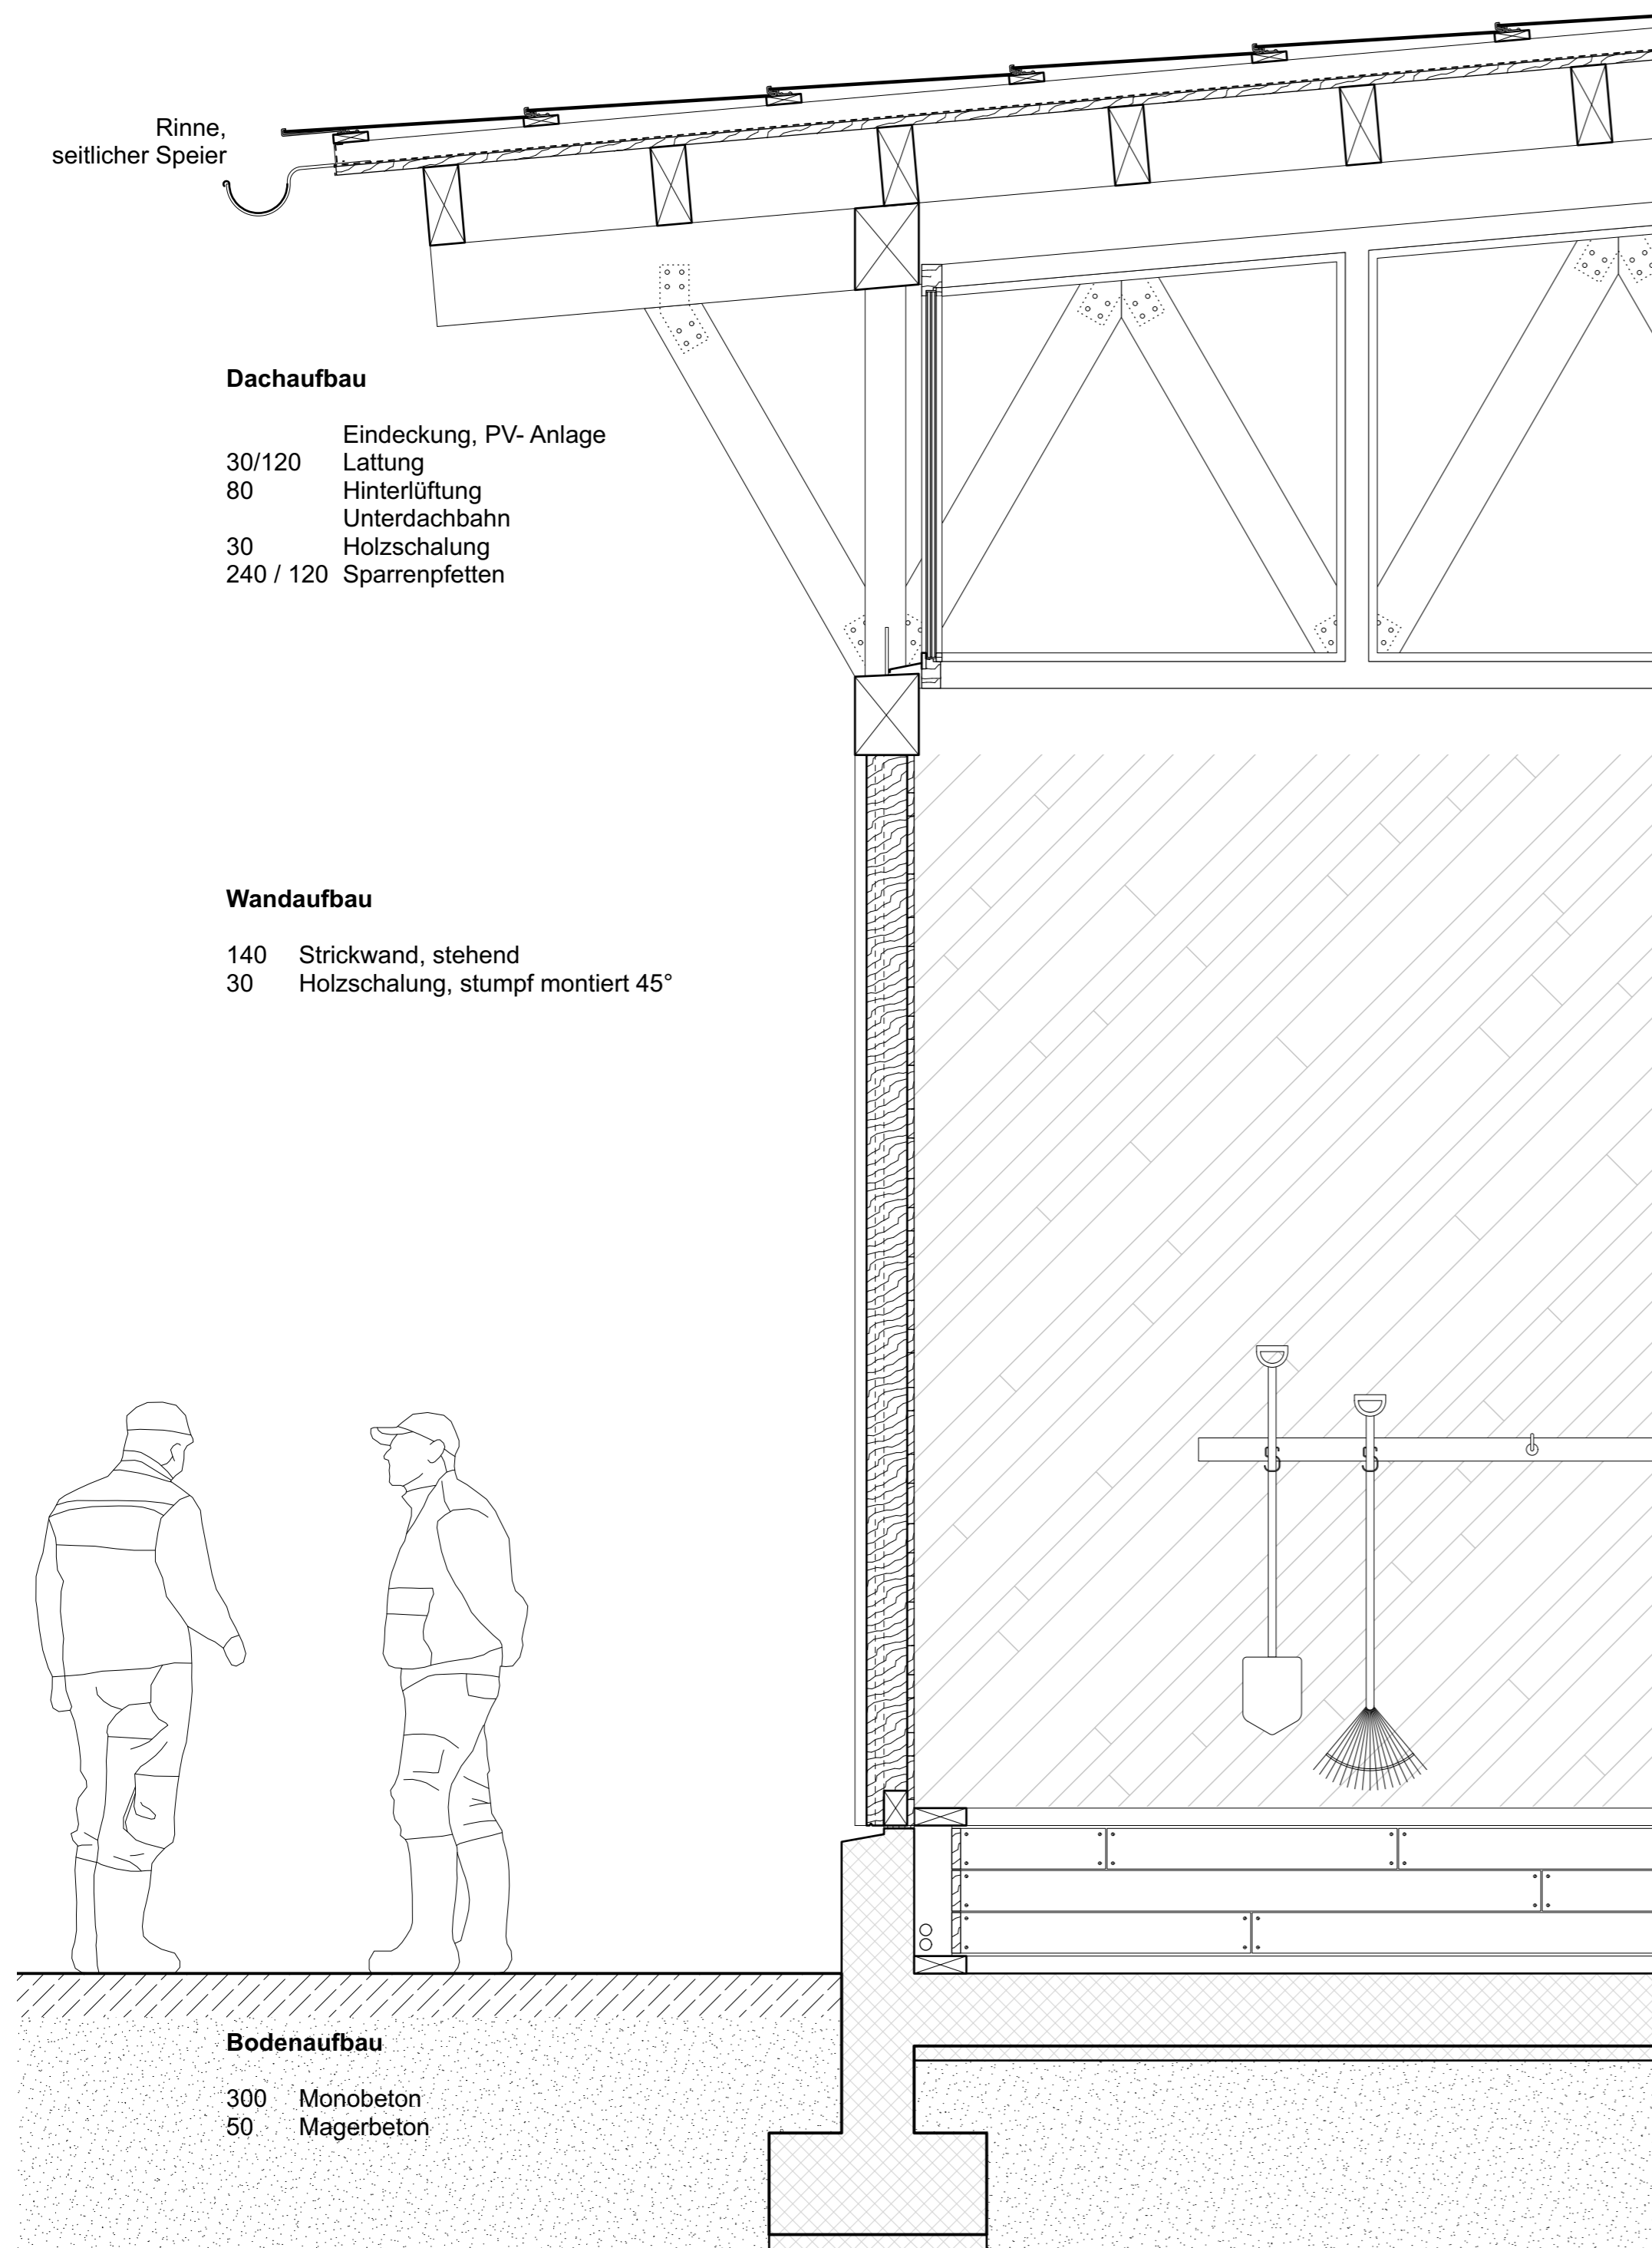 Rinne,
seitlicher Speier
Dachaufbau
Eindeckung, PV- Anlage
30/120 Lattung
80 Hinterlüftung
Unterdachbahn
30 Holzschalung
240 / 120 Sparrenpfetten
Wandaufbau
140 Strickwand, stehend
30 Holzschalung, stumpf montiert 45°
Bodenaufbau
300 Monobeton
50 Magerbeton